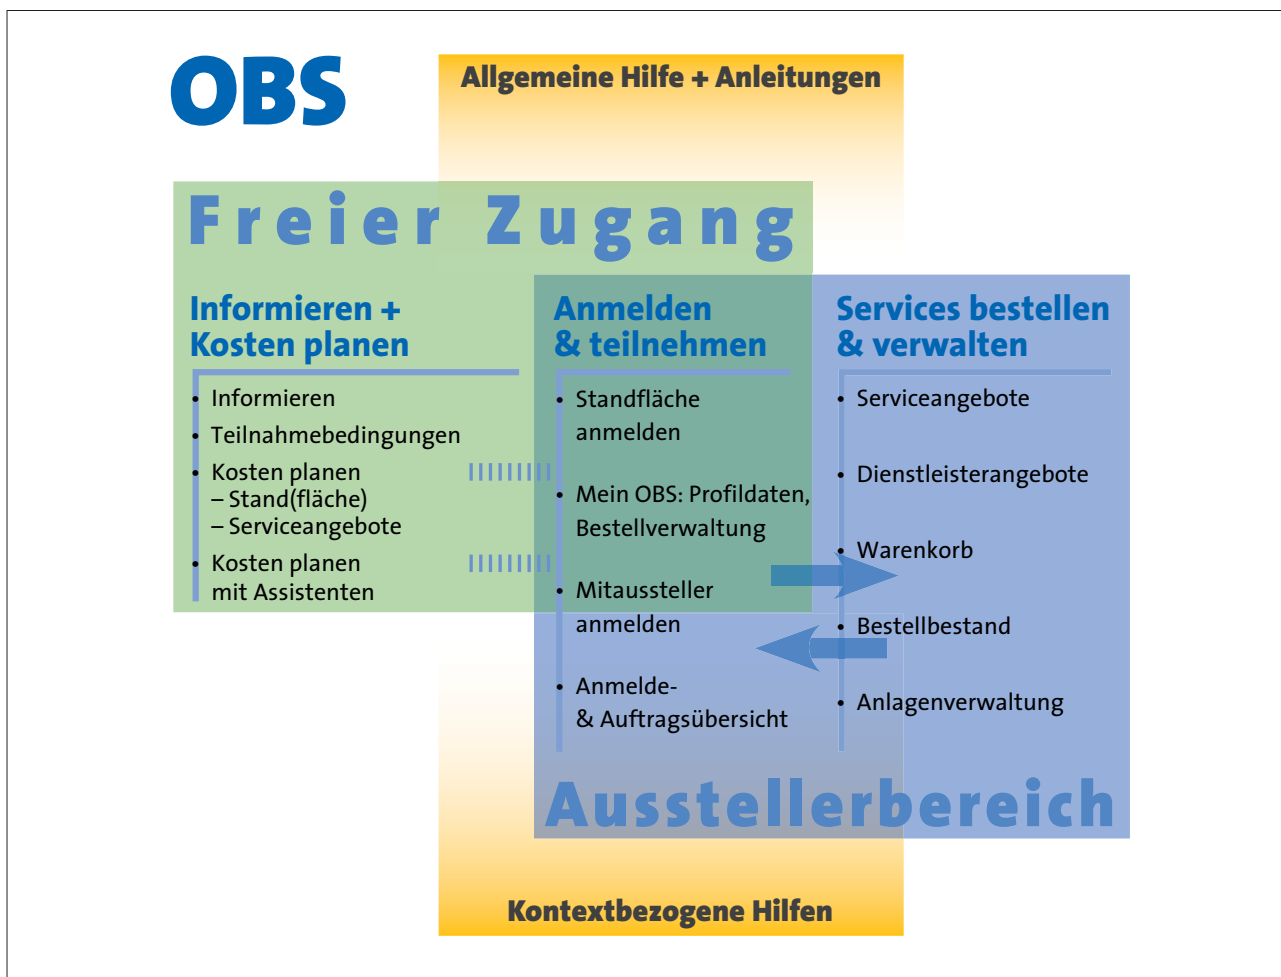 OBS
Allgemeine Hilfe + Anleitungen
Freier Zugang
Informieren +
Kosten planen
• Informieren
• Teilnahmebedingungen
• Kosten planen
– Stand(fläche)
– Serviceangebote
• Kosten planen
mit Assistenten
Anmelden
& teilnehmen
• Standfläche
anmelden
• Mein OBS: Profildaten,
Bestellverwaltung
• Mitaussteller
anmelden
• Anmelde-
& Auftragsübersicht
Services bestellen
& verwalten
• Serviceangebote
• Dienstleisterangebote
• Warenkorb
• Bestellbestand
• Anlagenverwaltung
Ausstellerbereich
Kontextbezogene Hilfen